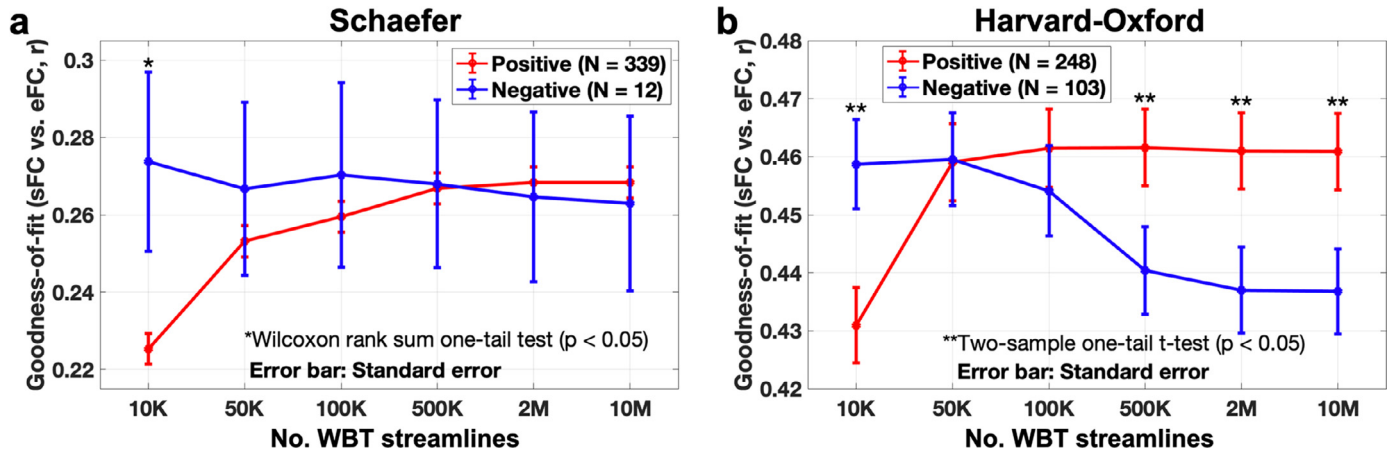 a
Schaefer
Goodness-of-fit (sFC vs. eFC, r)
0.3
0.28
0.26
0.24
0.22
*
Positive (N = 339)
Negative (N = 12)
*Wilcoxon rank sum one-tail test (p < 0.05)
Error bar: Standard error
10K 50K 100K 500K 2M 10M
No. WBT streamlines
b
Harvard-Oxford
Goodness-of-fit (sFC vs. eFC, r)
0.48
0.47
0.46
0.45
0.44
0.43
0.42
Positive (N = 248)
Negative (N = 103)
** ** ** **
**Two-sample one-tail t-test (p < 0.05)
Error bar: Standard error
10K 50K 100K 500K 2M 10M
No. WBT streamlines